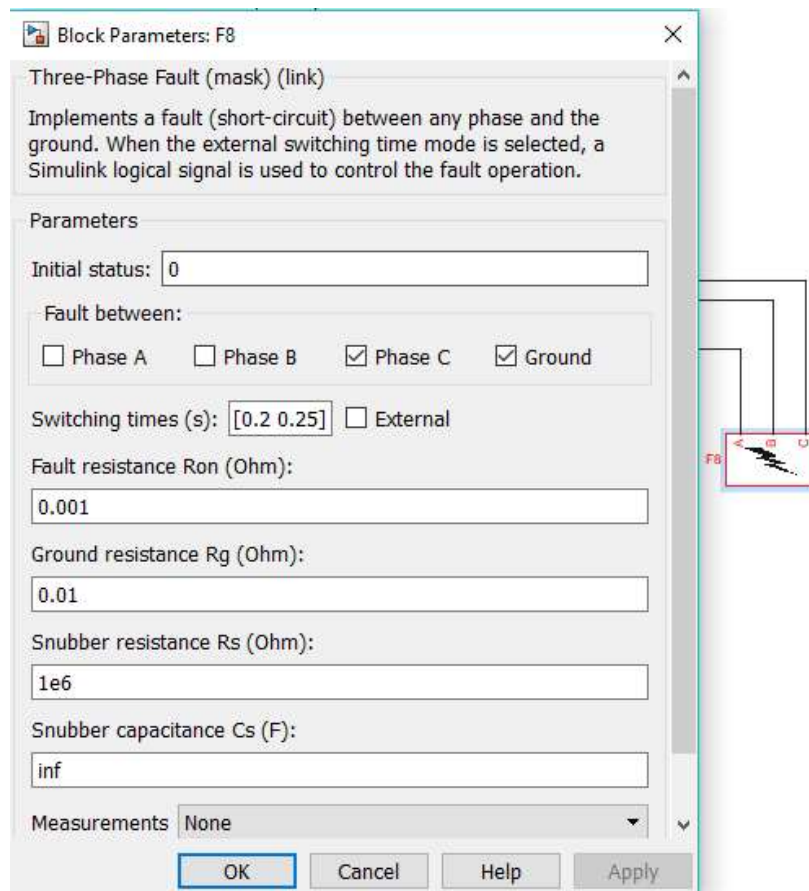 Block Parameters: F8
Three-Phase Fault (mask) (link)
Implements a fault (short-circuit) between any phase and the
ground. When the external switching time mode is selected, a
Simulink logical signal is used to control the fault operation.
Parameters
Initial status: 0
Fault between:
Phase A Phase B Phase C Ground
Switching times (s): [0.2 0.25] External
Fault resistance Ron (Ohm):
0.001
Ground resistance Rg (Ohm):
0.01
Snubber resistance Rs (Ohm):
1e6
Snubber capacitance Cs (F):
inf
Measurements None
OK Cancel Help Apply
A B C
F8